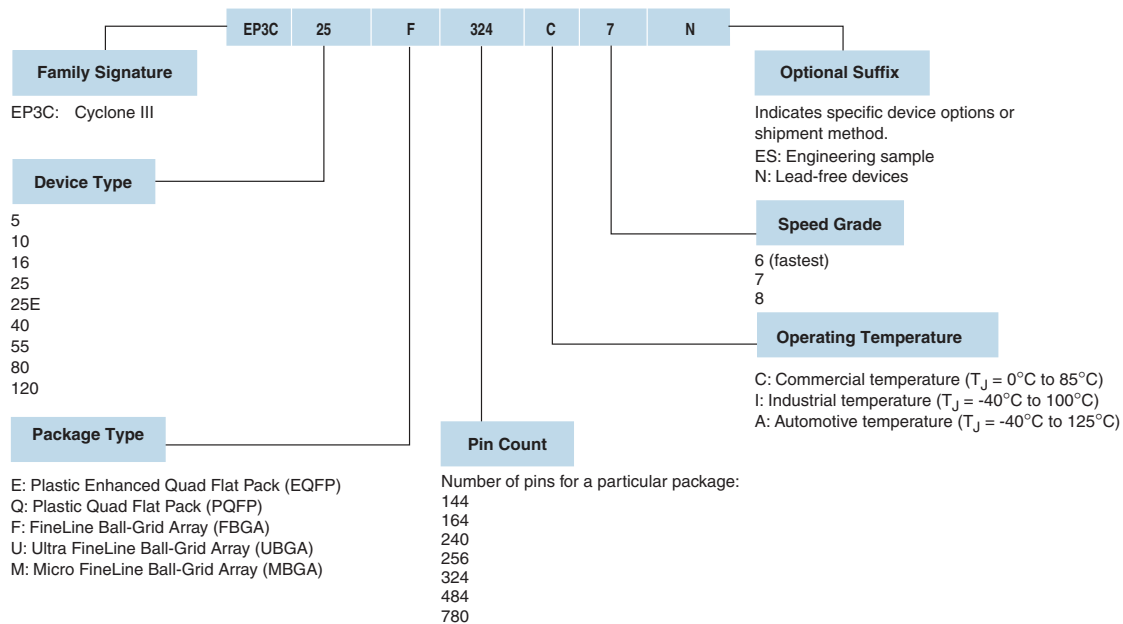 EP3C 25 F 324 C 7 N
Family Signature
EP3C: Cyclone III
Device Type
5
10
16
25
25E
40
55
80
120
Package Type
E: Plastic Enhanced Quad Flat Pack (EQFP)
Q: Plastic Quad Flat Pack (PQFP)
F: FineLine Ball-Grid Array (FBGA)
U: Ultra FineLine Ball-Grid Array (UBGA)
M: Micro FineLine Ball-Grid Array (MBGA)
Pin Count
Number of pins for a particular package:
144
164
240
256
324
484
780
Optional Suffix
Indicates specific device options or
shipment method.
ES: Engineering sample
N: Lead-free devices
Speed Grade
6 (fastest)
7
8
Operating Temperature
C: Commercial temperature (TJ = 0°C to 85°C)
I: Industrial temperature (TJ = -40°C to 100°C)
A: Automotive temperature (TJ = -40°C to 125°C)